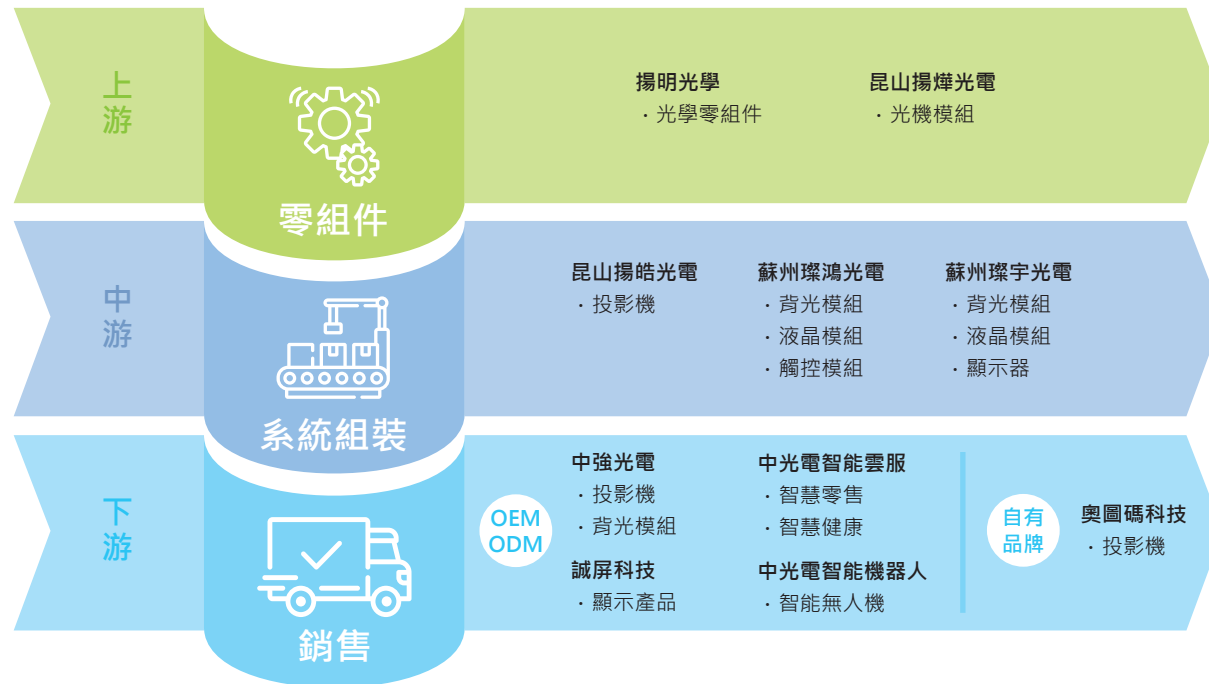 上游
零組件
揚明光學
・光學零組件
昆山揚燁光電
・光機模組
中游
系統組裝
昆山揚皓光電
・投影機
蘇州璨鴻光電
・背光模組
・液晶模組
・觸控模組
蘇州璨宇光電
・背光模組
・液晶模組
・顯示器
下游
銷售
OEM
ODM
中強光電
・投影機
・背光模組
誠屏科技
・顯示產品
中光電智能雲服
・智慧零售
・智慧健康
中光電智能機器人
・智能無人機
自有
品牌
奧圖碼科技
・投影機